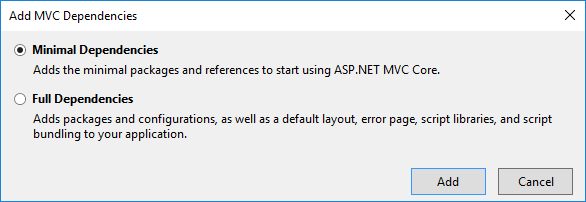 Add MVC Dependencies
Minimal Dependencies
Adds the minimal packages and references to start using ASP.NET MVC Core.
Full Dependencies
Adds packages and configurations, as well as a default layout, error page, script libraries, and script
bundling to your application.
Add
Cancel